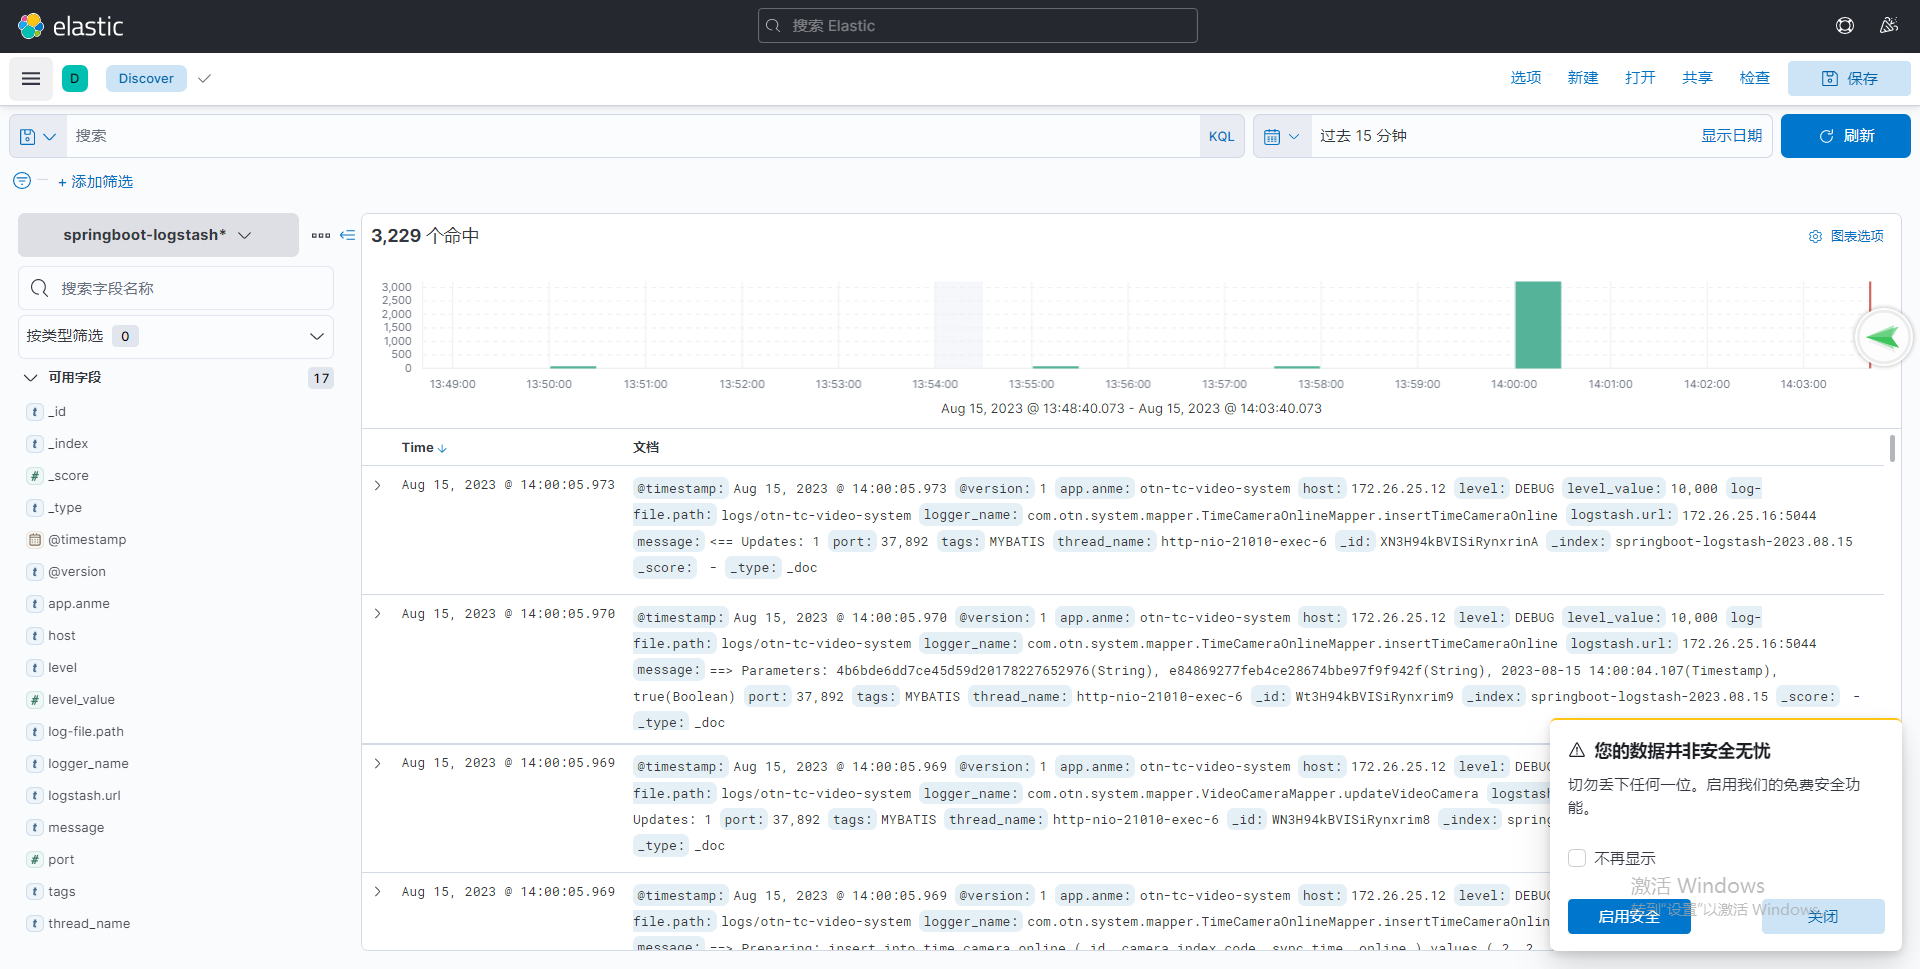 elastic
搜索 Elastic
D
Discover
选项
新建
打开
共享
检查
保存
搜索
KQL
过去 15 分钟
显示日期
刷新
+ 添加筛选
springboot-logstash*
搜索字段名称
按类型筛选 0
可用字段 17
t _id
t _index
# _score
t _type
@timestamp
t @version
t app.anme
t host
t level
# level_value
t log-file.path
t logger_name
t logstash.url
t message
# port
t tags
t thread_name
3,229 个命中
图表选项
3,000
2,500
2,000
1,500
1,000
500
0
13:49:00 13:50:00 13:51:00 13:52:00 13:53:00 13:54:00 13:55:00 13:56:00 13:57:00 13:58:00 13:59:00 14:00:00 14:01:00 14:02:00 14:03:00
Aug 15, 2023 @ 13:48:40.073 - Aug 15, 2023 @ 14:03:40.073
Time 文档
Aug 15, 2023 @ 14:00:05.973 @timestamp: Aug 15, 2023 @ 14:00:05.973 @version: 1 app.anme: otn-tc-video-system host: 172.26.25.12 level: DEBUG level_value: 10,000 log-
file.path: logs/otn-tc-video-system logger_name: com.otn.system.mapper.TimeCameraOnlineMapper.insertTimeCameraOnline logstash.url: 172.26.25.16:5044
message: <== Updates: 1 port: 37,892 tags: MYBATIS thread_name: http-nio-21010-exec-6 _id: XN3H94kBVISiRynxrinA _index: springboot-logstash-2023.08.15
_score: - _type: _doc
Aug 15, 2023 @ 14:00:05.970 @timestamp: Aug 15, 2023 @ 14:00:05.970 @version: 1 app.anme: otn-tc-video-system host: 172.26.25.12 level: DEBUG level_value: 10,000 log-
file.path: logs/otn-tc-video-system logger_name: com.otn.system.mapper.TimeCameraOnlineMapper.insertTimeCameraOnline logstash.url: 172.26.25.16:5044
message: ==> Parameters: 4b6bde6dd7ce45d59d20178227652976(String), e84869277feb4ce28674bbe97f9f942f(String), 2023-08-15 14:00:04.107(Timestamp),
true(Boolean) port: 37,892 tags: MYBATIS thread_name: http-nio-21010-exec-6 _id: Wt3H94kBVISiRynxrim9 _index: springboot-logstash-2023.08.15 _score: -
_type: _doc
Aug 15, 2023 @ 14:00:05.969 @timestamp: Aug 15, 2023 @ 14:00:05.969 @version: 1 app.anme: otn-tc-video-system host: 172.26.25.12 level: DEBUG
file.path: logs/otn-tc-video-system logger_name: com.otn.system.mapper.VideoCameraMapper.updateVideoCamera logstash
Updates: 1 port: 37,892 tags: MYBATIS thread_name: http-nio-21010-exec-6 _id: WN3H94kBVISiRynxrim8 _index: spring
_type: _doc
Aug 15, 2023 @ 14:00:05.969 @timestamp: Aug 15, 2023 @ 14:00:05.969 @version: 1 app.anme: otn-tc-video-system host: 172.26.25.12 level: DEBUG
file.path: logs/otn-tc-video-system logger_name: com.otn.system.mapper.TimeCameraOnlineMapper.insertTimeCameraOnlin
message: ==> Preparing: insert into time_camera_online ( id, camera_index_code, sync_time, online ) values ( ?, ?,
您的数据并非安全无忧
切勿丢下任何一位。启用我们的免费安全功
能。
不再显示
激活 Windows
转到"设置"以激活 Windows。
启用安全
关闭